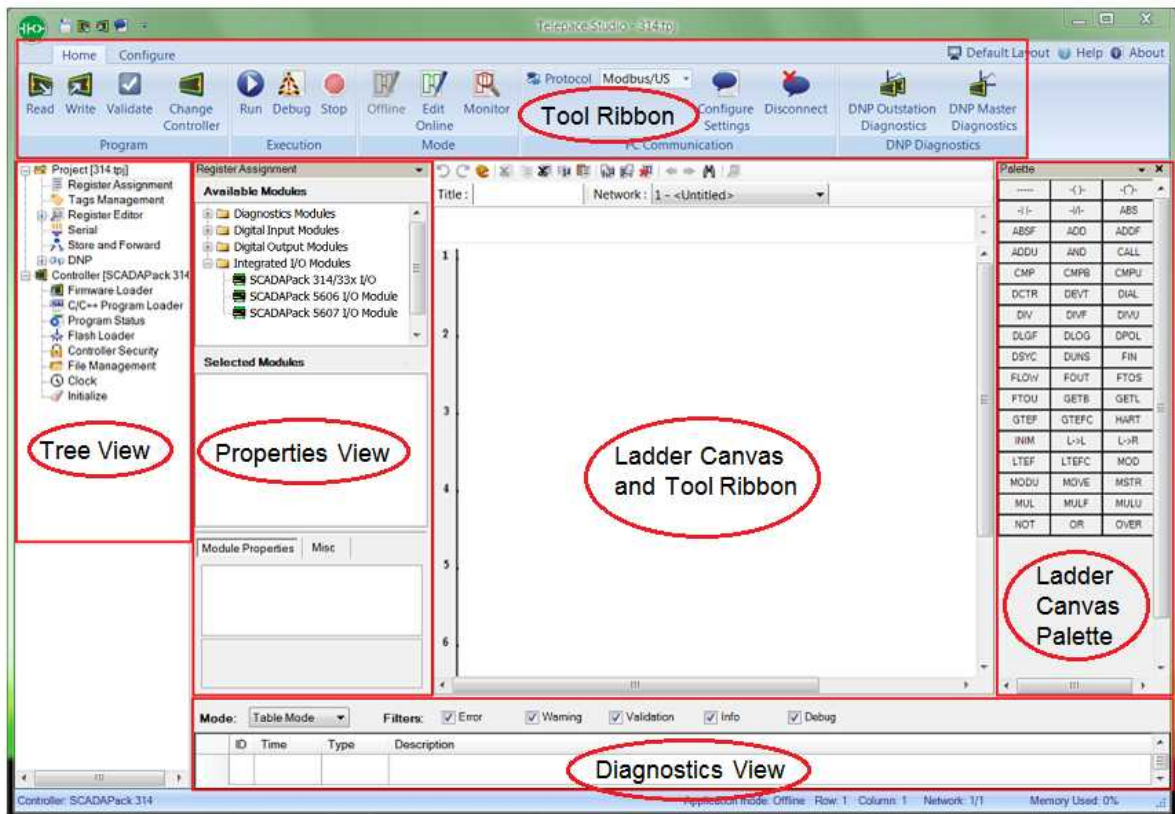 Telepace Studio - 314.tpj
Home Configure
Default Layout Help About
Read Write Validate Change Controller Run Debug Stop Offline Edit Online Monitor
Protocol Modbus/US
Configure Settings Disconnect DNP Outstation Diagnostics DNP Master Diagnostics
Tool Ribbon
Program Execution Mode PC Communication DNP Diagnostics
Project [314.tpj]
Register Assignment
Tags Management
Register Editor
Serial
Store and Forward
DNP
Controller [SCADAPack 314
Firmware Loader
C/C++ Program Loader
Program Status
Flash Loader
Controller Security
File Management
Clock
Initialize
Tree View
Register Assignment
Available Modules
Diagnostics Modules
Digital Input Modules
Digital Output Modules
Integrated I/O Modules
SCADAPack 314/33x I/O
SCADAPack 5606 I/O Module
SCADAPack 5607 I/O Module
Selected Modules
Properties View
Module Properties Misc
Title : Network : 1 - <Untitled>
1
2
3
4
5
6
Ladder Canvas
and Tool Ribbon
Palette
ABS
ABSF ADD ADDF
ADDU AND CALL
CMP CMPB CMPU
DCTR DEVT DIAL
DIV DIVF DIVU
DLGF DLOG DPOL
DSYC DUNS FIN
FLOW FOUT FTOS
FTOU GETB GETL
GTEF GTEFC HART
INIM L->L L->R
LTEF LTEFC MOD
MODU MOVE MSTR
MUL MULF MULU
NOT OR OVER
Ladder
Canvas
Palette
Mode: Table Mode Filters: Error Warning Validation Info Debug
ID Time Type Description
Diagnostics View
Controller: SCADAPack 314 Application mode: Offline Row: 1 Column: 1 Network: 1/1 Memory Used: 0%